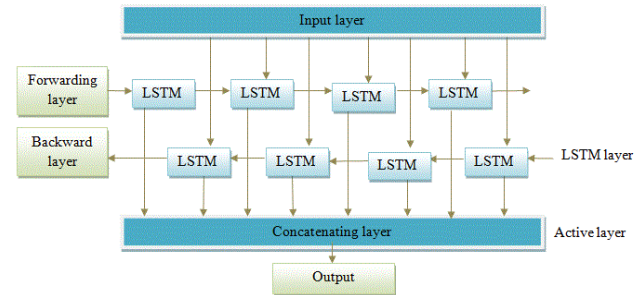 Input layer
Forwarding
layer
LSTM
LSTM
LSTM
LSTM
Backward
layer
LSTM
LSTM
LSTM
LSTM
LSTM layer
Concatenating layer
Active layer
Output